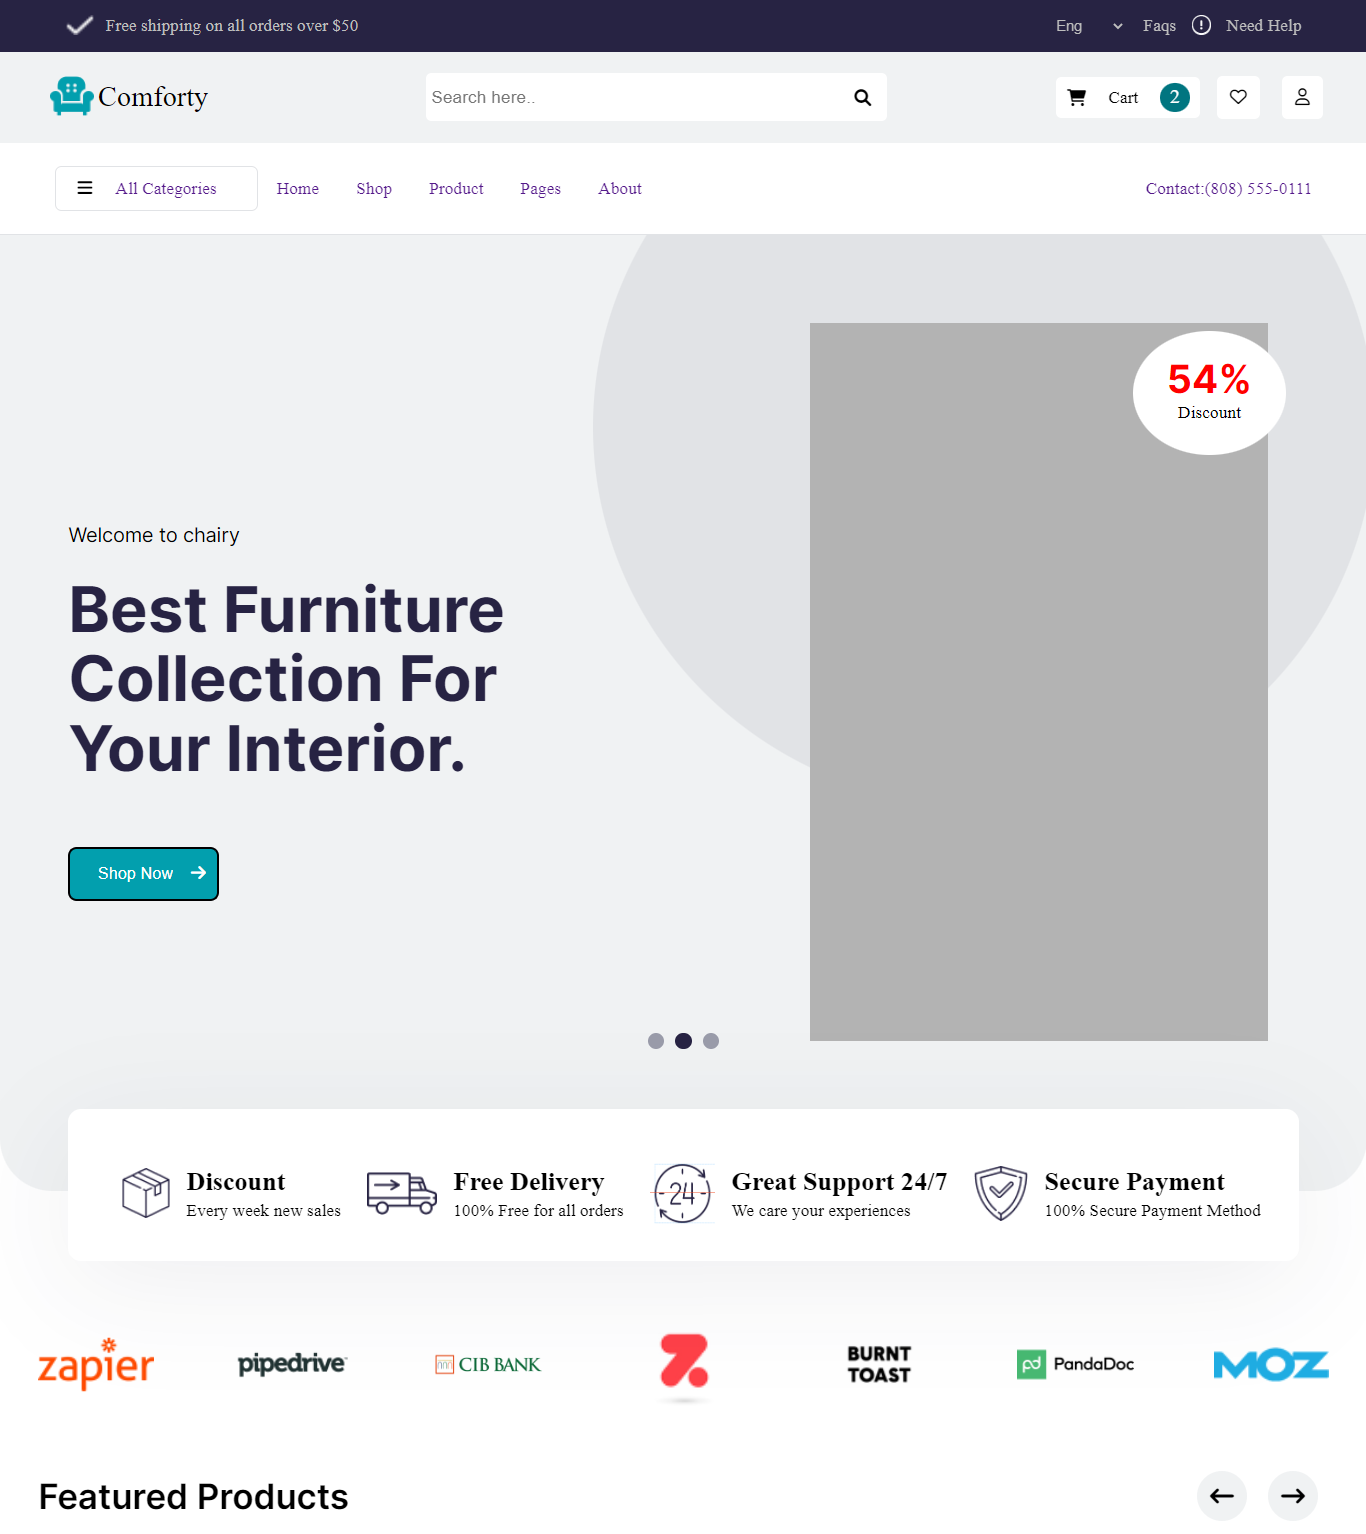 Free shipping on all orders over $50
Eng
Faqs
Need Help
Comforty
Search here..
Cart
2
All Categories
Home
Shop
Product
Pages
About
Contact:(808) 555-0111
54%
Discount
Welcome to chairy
Best Furniture
Collection For
Your Interior.
Shop Now
Discount
Every week new sales
Free Delivery
100% Free for all orders
24
Great Support 24/7
We care your experiences
Secure Payment
100% Secure Payment Method
zapier
pipedrive
CIB BANK
Z
BURNT
TOAST
pd
PandaDoc
MOZ
Featured Products